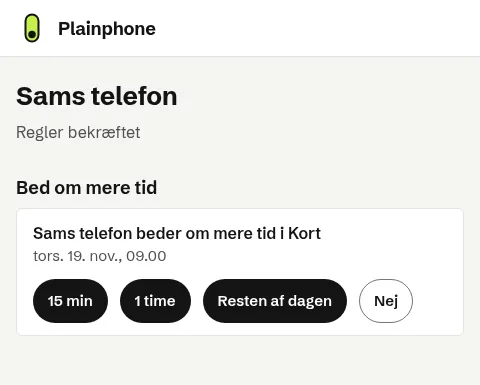 Plainphone
Sams telefon
Regler bekræftet
Bed om mere tid
Sams telefon beder om mere tid i Kort
tors. 19. nov., 09.00
15 min
1 time
Resten af dagen
Nej